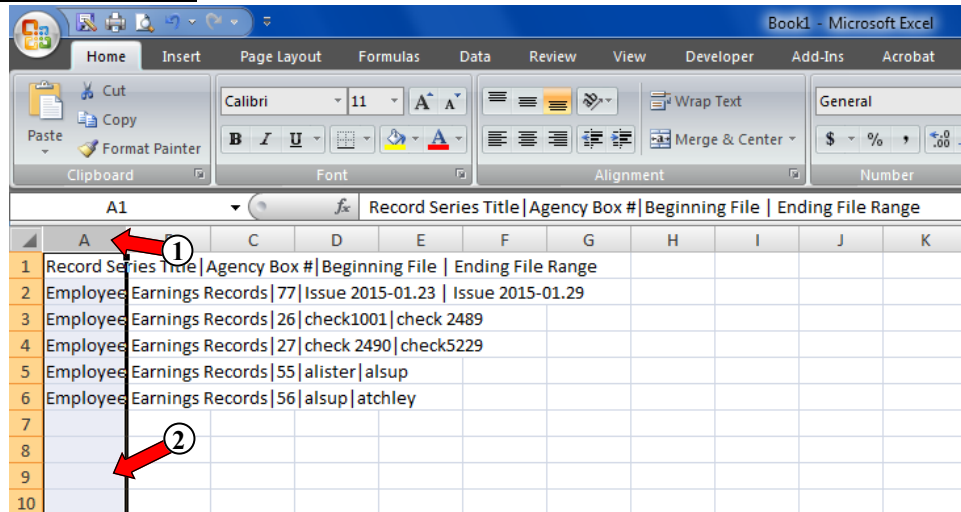 Book1 - Microsoft Excel
Home Insert Page Layout Formulas Data Review View Developer Add-Ins Acrobat
Cut
Calibri 11 A A Wrap Text General
Copy
Paste
Format Painter B I U A Merge & Center $ % , .0 .00
Clipboard Font Alignment Number
A1 fx Record Series Title|Agency Box #|Beginning File | Ending File Range
A C D E F G H I J K
1
1 Record Series Title|Agency Box #|Beginning File | Ending File Range
2 Employee Earnings Records|77|Issue 2015-01.23 | Issue 2015-01.29
3 Employee Earnings Records|26|check1001|check 2489
4 Employee Earnings Records|27|check 2490|check5229
5 Employee Earnings Records|55|alister|alsup
6 Employee Earnings Records|56|alsup|atchley
7
2
8
9
10